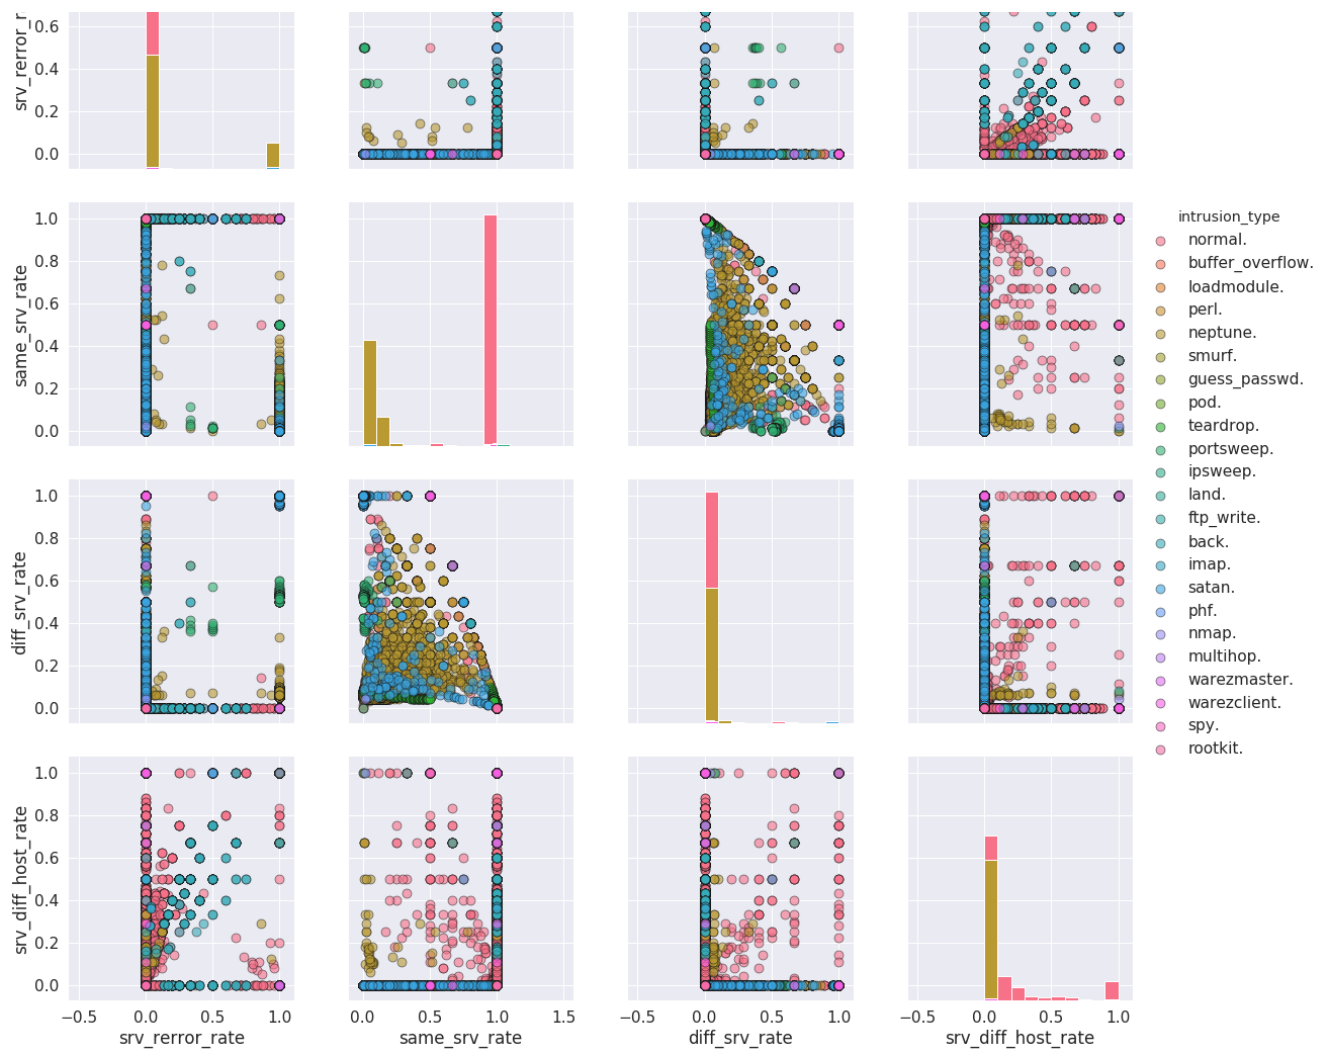 srv_rerror_r
0.6
0.4
0.2
0.0
same_srv_rate
1.0
0.8
0.6
0.4
0.2
0.0
diff_srv_rate
1.0
0.8
0.6
0.4
0.2
0.0
srv_diff_host_rate
1.0
0.8
0.6
0.4
0.2
0.0
−0.5 0.0 0.5 1.0
srv_rerror_rate
0.0 0.5 1.0 1.5
same_srv_rate
−0.5 0.0 0.5 1.0
diff_srv_rate
−0.5 0.0 0.5 1.0
srv_diff_host_rate
intrusion_type
normal.
buffer_overflow.
loadmodule.
perl.
neptune.
smurf.
guess_passwd.
pod.
teardrop.
portsweep.
ipsweep.
land.
ftp_write.
back.
imap.
satan.
phf.
nmap.
multihop.
warezmaster.
warezclient.
spy.
rootkit.